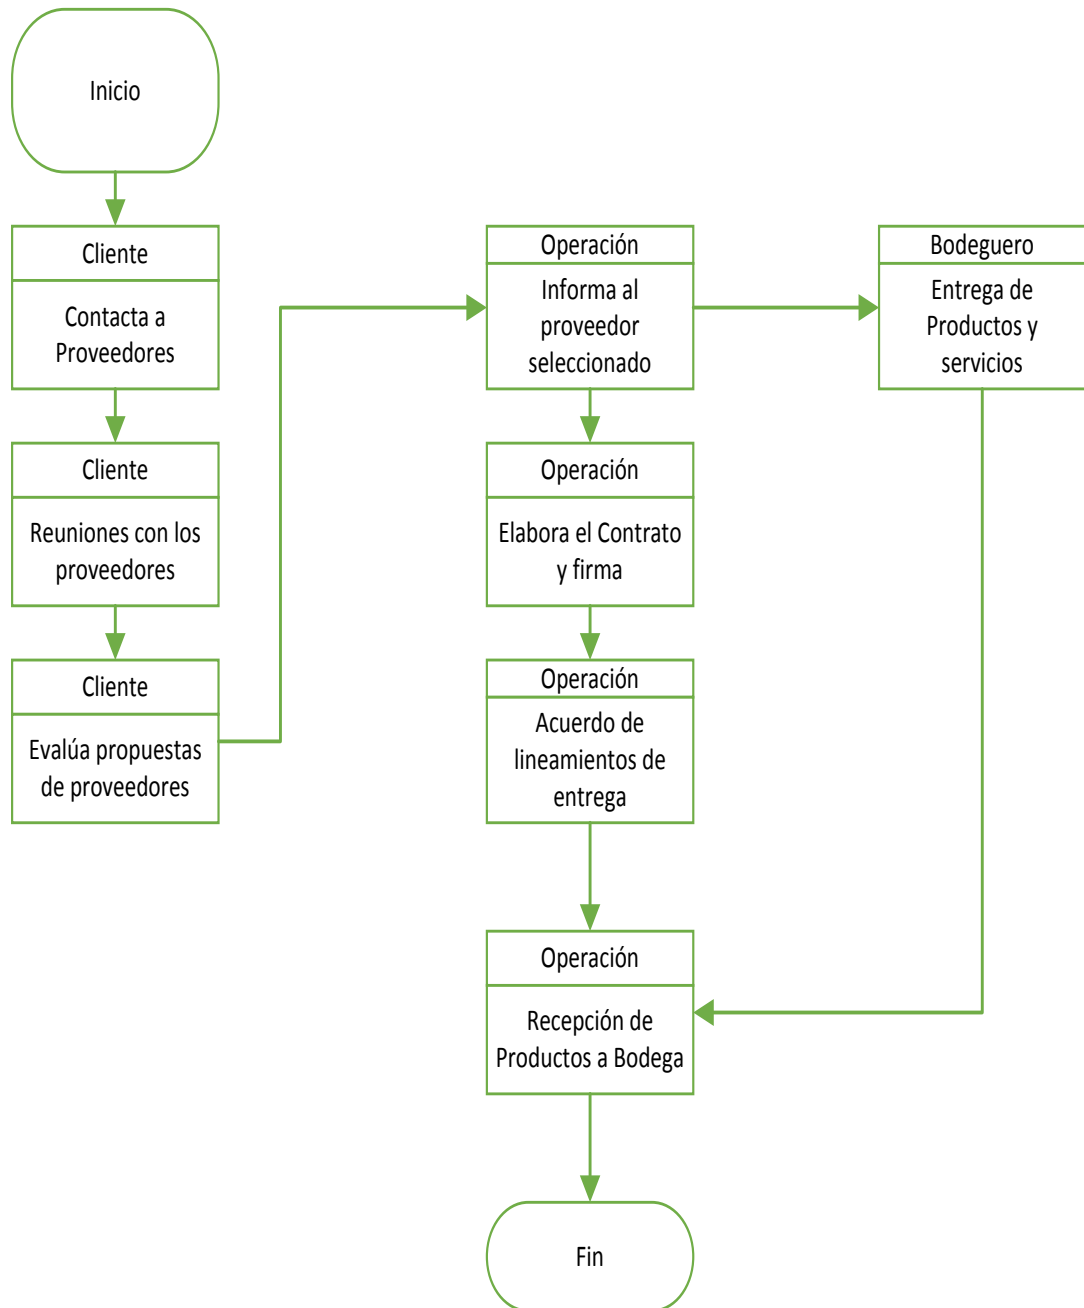 Inicio
Cliente
Contacta a
Proveedores
Cliente
Reuniones con los
proveedores
Cliente
Evalúa propuestas
de proveedores
Operación
Informa al
proveedor
seleccionado
Operación
Elabora el Contrato
y firma
Operación
Acuerdo de
lineamientos de
entrega
Operación
Recepción de
Productos a Bodega
Fin
Bodeguero
Entrega de
Productos y
servicios